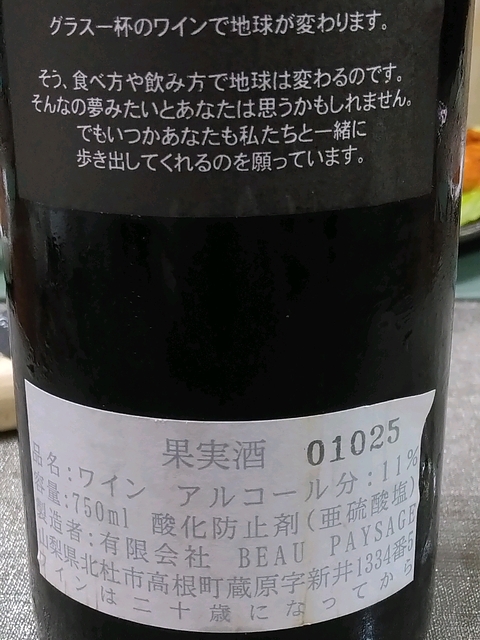 グラス一杯のワインで地球が変わります。
そう、食べ方や飲み方で地球は変わるのです。
そんなの夢みたいとあなたは思うかもしれません。
でもいつかあなたも私たちと一緒に
歩き出してくれるのを願っています。
果実酒 01025
品名:ワイン アルコール分:11%
容量:750ml 酸化防止剤(亜硫酸塩)
製造者:有限会社 BEAU PAYSAGE
山梨県北杜市高根町蔵原字新井1334番5
ワインは二十歳になってから